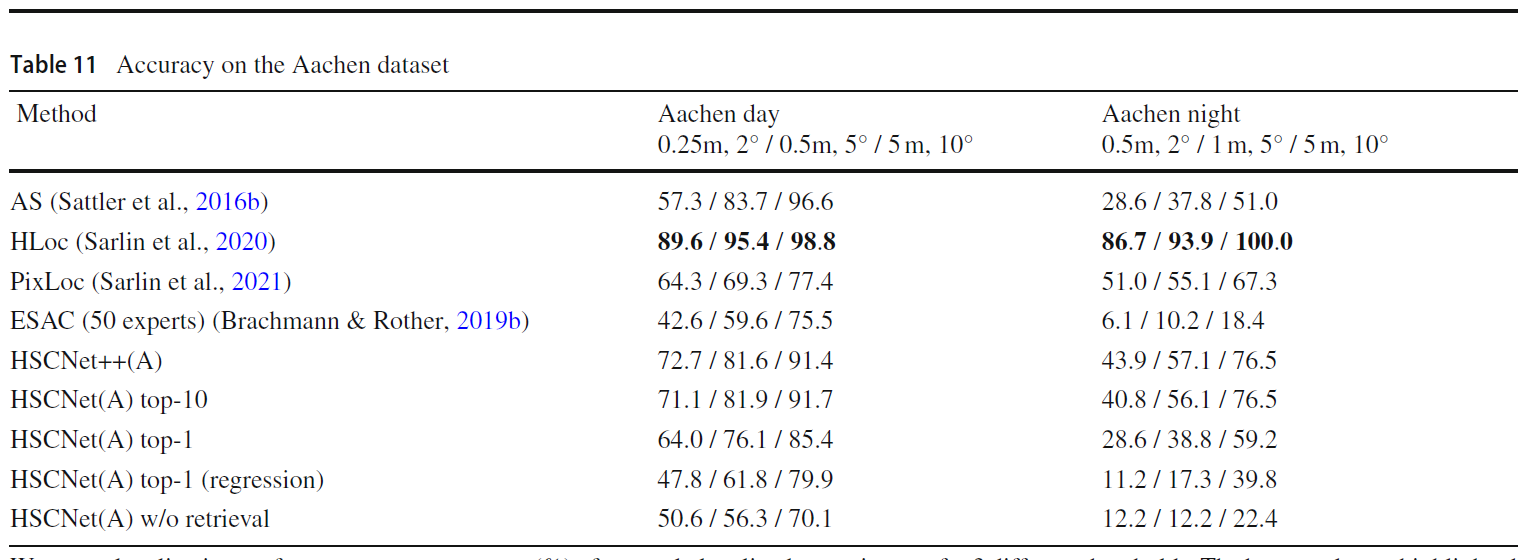 Table 11 Accuracy on the Aachen dataset
Method Aachen day Aachen night
0.25m, 2° / 0.5m, 5° / 5 m, 10° 0.5m, 2° / 1 m, 5° / 5 m, 10°
AS (Sattler et al., 2016b) 57.3 / 83.7 / 96.6 28.6 / 37.8 / 51.0
HLoc (Sarlin et al., 2020) 89.6 / 95.4 / 98.8 86.7 / 93.9 / 100.0
PixLoc (Sarlin et al., 2021) 64.3 / 69.3 / 77.4 51.0 / 55.1 / 67.3
ESAC (50 experts) (Brachmann & Rother, 2019b) 42.6 / 59.6 / 75.5 6.1 / 10.2 / 18.4
HSCNet++(A) 72.7 / 81.6 / 91.4 43.9 / 57.1 / 76.5
HSCNet(A) top-10 71.1 / 81.9 / 91.7 40.8 / 56.1 / 76.5
HSCNet(A) top-1 64.0 / 76.1 / 85.4 28.6 / 38.8 / 59.2
HSCNet(A) top-1 (regression) 47.8 / 61.8 / 79.9 11.2 / 17.3 / 39.8
HSCNet(A) w/o retrieval 50.6 / 56.3 / 70.1 12.2 / 12.2 / 22.4